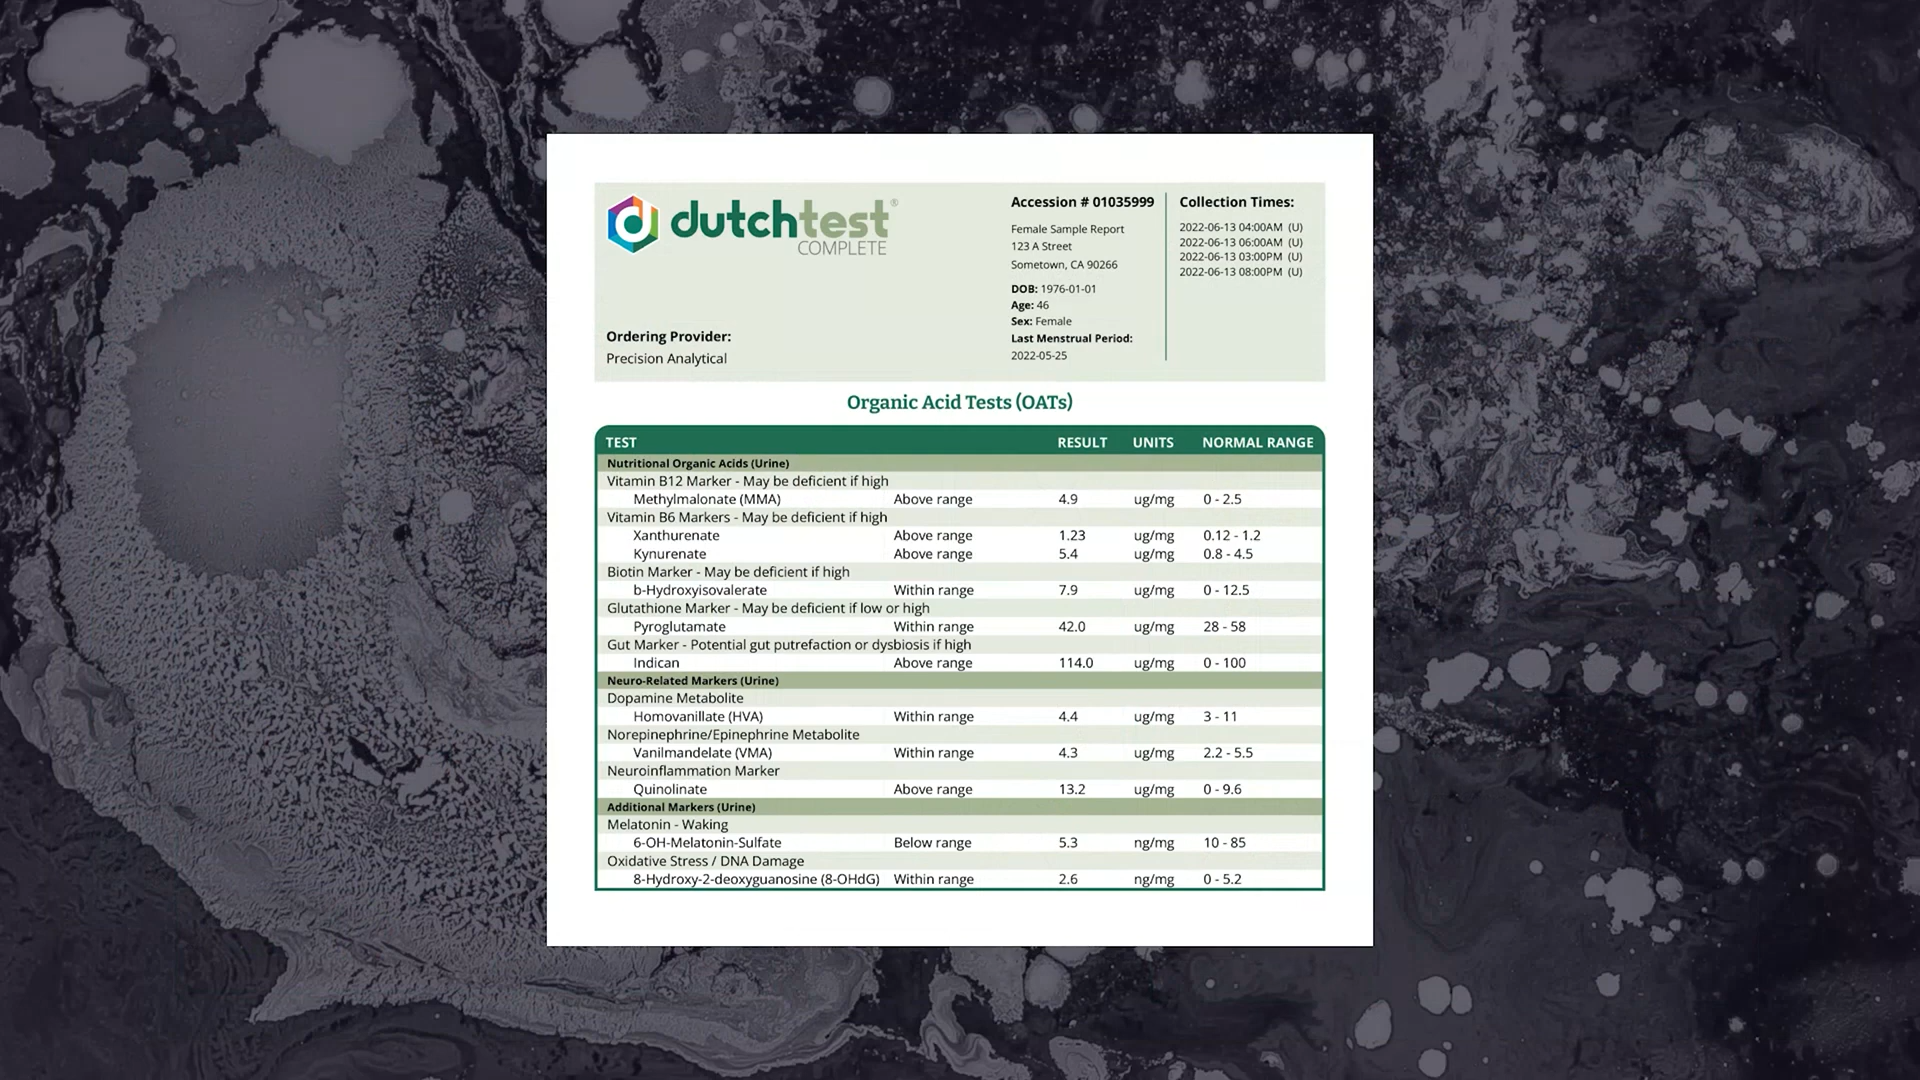 dutchtest®
COMPLETE
Ordering Provider:
Precision Analytical
Accession # 01035999
Female Sample Report
123 A Street
Sometown, CA 90266
DOB: 1976-01-01
Age: 46
Sex: Female
Last Menstrual Period:
2022-05-25
Collection Times:
2022-06-13 04:00AM (U)
2022-06-13 06:00AM (U)
2022-06-13 03:00PM (U)
2022-06-13 08:00PM (U)
Organic Acid Tests (OATs)
TEST RESULT UNITS NORMAL RANGE
Nutritional Organic Acids (Urine)
Vitamin B12 Marker - May be deficient if high
Methylmalonate (MMA) Above range 4.9 ug/mg 0 - 2.5
Vitamin B6 Markers - May be deficient if high
Xanthurenate Above range 1.23 ug/mg 0.12 - 1.2
Kynurenate Above range 5.4 ug/mg 0.8 - 4.5
Biotin Marker - May be deficient if high
b-Hydroxyisovalerate Within range 7.9 ug/mg 0 - 12.5
Glutathione Marker - May be deficient if low or high
Pyroglutamate Within range 42.0 ug/mg 28 - 58
Gut Marker - Potential gut putrefaction or dysbiosis if high
Indican Above range 114.0 ug/mg 0 - 100
Neuro-Related Markers (Urine)
Dopamine Metabolite
Homovanillate (HVA) Within range 4.4 ug/mg 3 - 11
Norepinephrine/Epinephrine Metabolite
Vanilmandelate (VMA) Within range 4.3 ug/mg 2.2 - 5.5
Neuroinflammation Marker
Quinolinate Above range 13.2 ug/mg 0 - 9.6
Additional Markers (Urine)
Melatonin - Waking
6-OH-Melatonin-Sulfate Below range 5.3 ng/mg 10 - 85
Oxidative Stress / DNA Damage
8-Hydroxy-2-deoxyguanosine (8-OHdG) Within range 2.6 ng/mg 0 - 5.2